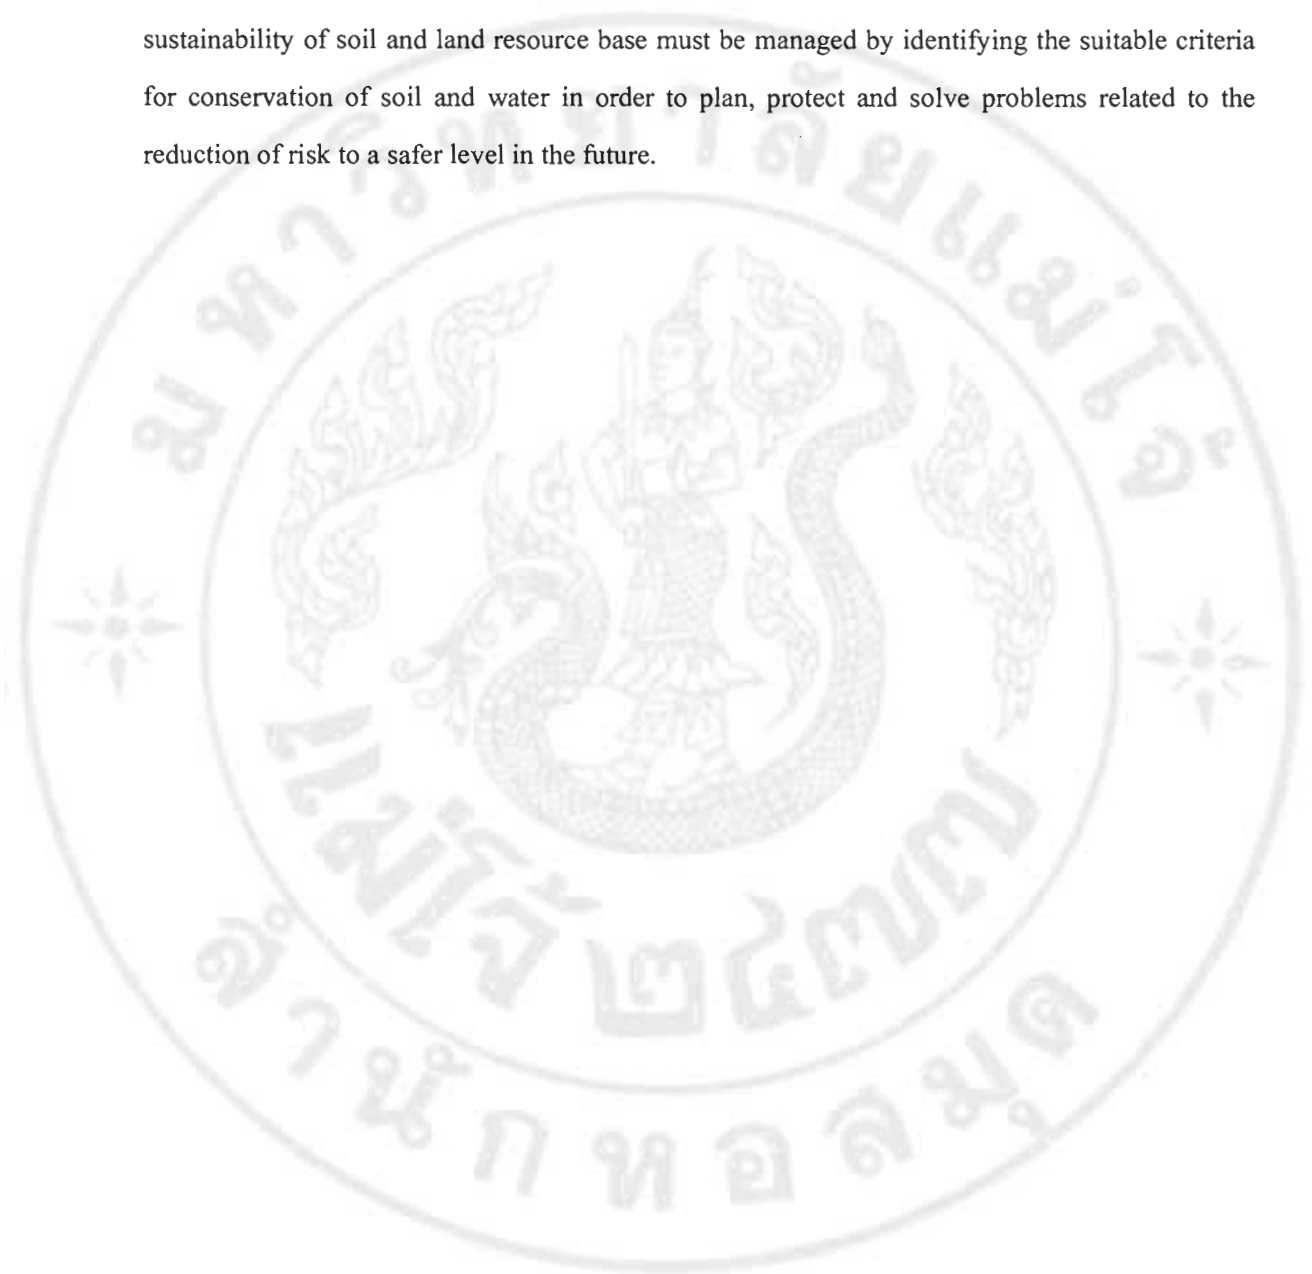 sustainability of soil and land resource base must be managed by identifying the suitable criteria
for conservation of soil and water in order to plan, protect and solve problems related to the
reduction of risk to a safer level in the future.
มหาวิทยาลัยแม่โจ้
แม่โจ้ ๒๔๗๗
สำนักหอสมุด